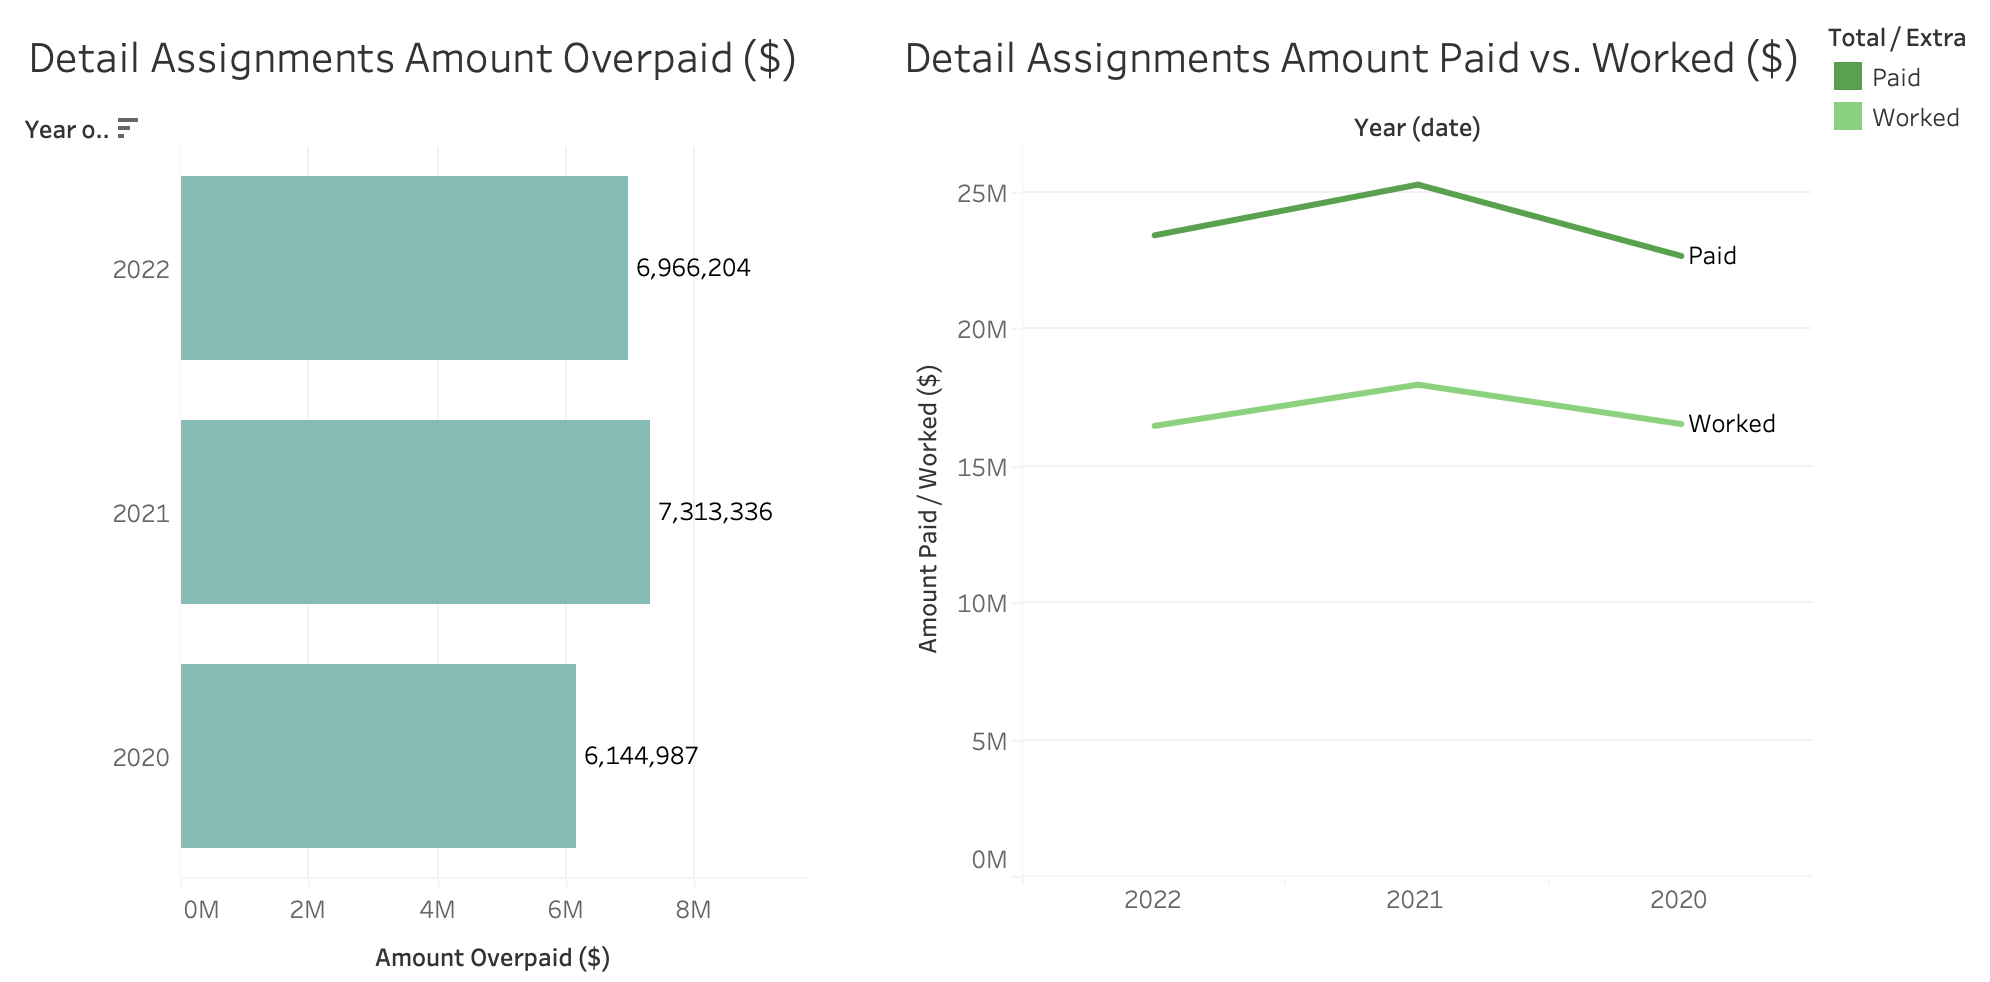 Detail Assignments Amount Overpaid ($)
Year o..
2022
6,966,204
2021
7,313,336
2020
6,144,987
0M 2M 4M 6M 8M
Amount Overpaid ($)
Detail Assignments Amount Paid vs. Worked ($)
Year (date)
Amount Paid / Worked ($)
25M
20M
15M
10M
5M
0M
Paid
Worked
2022 2021 2020
Total / Extra
Paid
Worked